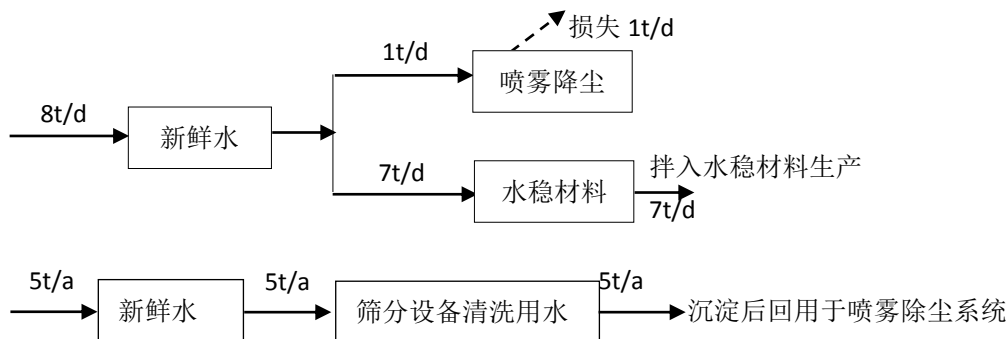 损失 1t/d
1t/d
喷雾降尘
8t/d
新鲜水
7t/d
水稳材料
拌入水稳材料生产
7t/d
5t/a
新鲜水
5t/a
筛分设备清洗用水
5t/a
沉淀后回用于喷雾除尘系统